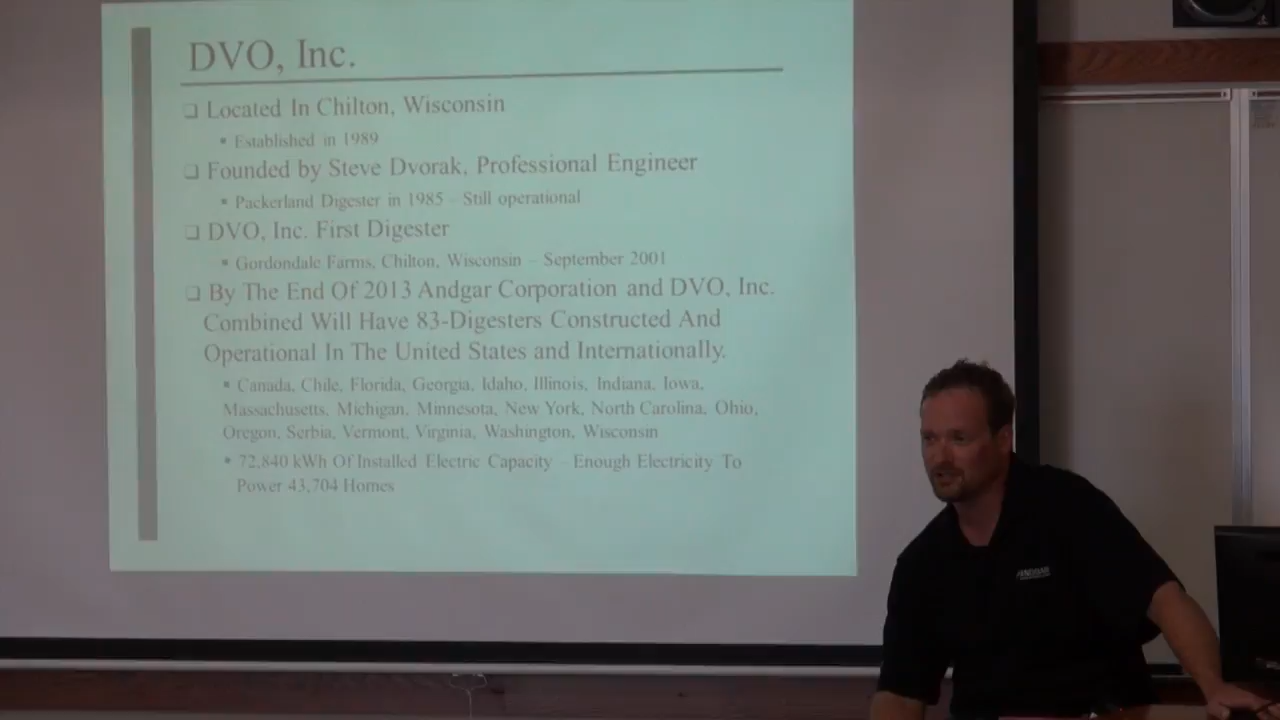 DVO, Inc.
❑ Located In Chilton, Wisconsin
▪ Established in 1989
❑ Founded by Steve Dvorak, Professional Engineer
▪ Packerland Digester in 1985 – Still operational
❑ DVO, Inc. First Digester
▪ Gordondale Farms, Chilton, Wisconsin – September 2001
❑ By The End Of 2013 Andgar Corporation and DVO, Inc.
Combined Will Have 83-Digesters Constructed And
Operational In The United States and Internationally.
▪ Canada, Chile, Florida, Georgia, Idaho, Illinois, Indiana, Iowa,
Massachusetts, Michigan, Minnesota, New York, North Carolina, Ohio,
Oregon, Serbia, Vermont, Virginia, Washington, Wisconsin
▪ 72,840 kWh Of Installed Electric Capacity – Enough Electricity To
Power 43,704 Homes
ANDGAR